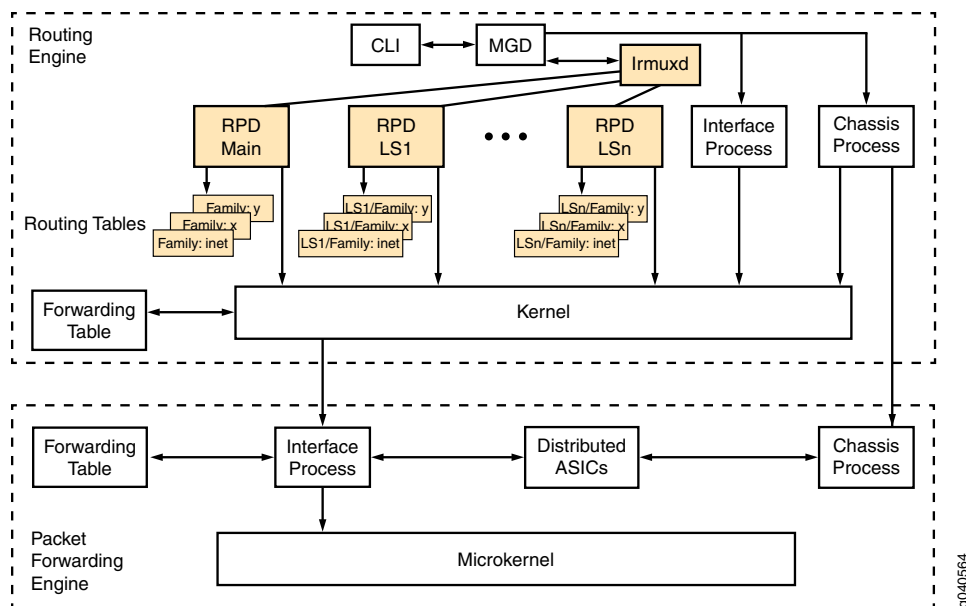 Routing
Engine
CLI
MGD
lrmuxd
RPD
Main
RPD
LS1
RPD
LSn
Interface
Process
Chassis
Process
Routing Tables
Family: y
Family: x
Family: inet
LS1/Family: y
LS1/Family: x
LS1/Family: inet
LSn/Family: y
LSn/Family: x
LSn/Family: inet
Forwarding
Table
Kernel
Forwarding
Table
Interface
Process
Distributed
ASICs
Chassis
Process
Packet
Forwarding
Engine
Microkernel
g040564